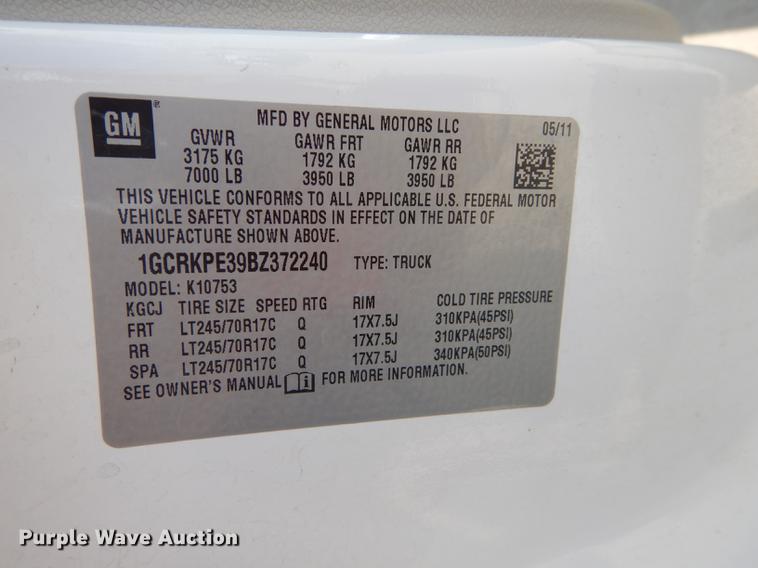 GM®
MFD BY GENERAL MOTORS LLC 05/11
GVWR GAWR FRT GAWR RR
3175 KG 1792 KG 1792 KG
7000 LB 3950 LB 3950 LB
THIS VEHICLE CONFORMS TO ALL APPLICABLE U.S. FEDERAL MOTOR
VEHICLE SAFETY STANDARDS IN EFFECT ON THE DATE OF
MANUFACTURE SHOWN ABOVE.
1GCRKPE39BZ372240 TYPE: TRUCK
MODEL: K10753
KGCJ TIRE SIZE SPEED RTG RIM COLD TIRE PRESSURE
FRT LT245/70R17C Q 17X7.5J 310KPA(45PSI)
RR LT245/70R17C Q 17X7.5J 310KPA(45PSI)
SPA LT245/70R17C Q 17X7.5J 340KPA(50PSI)
SEE OWNER'S MANUAL i FOR MORE INFORMATION.
Purple Wave Auction